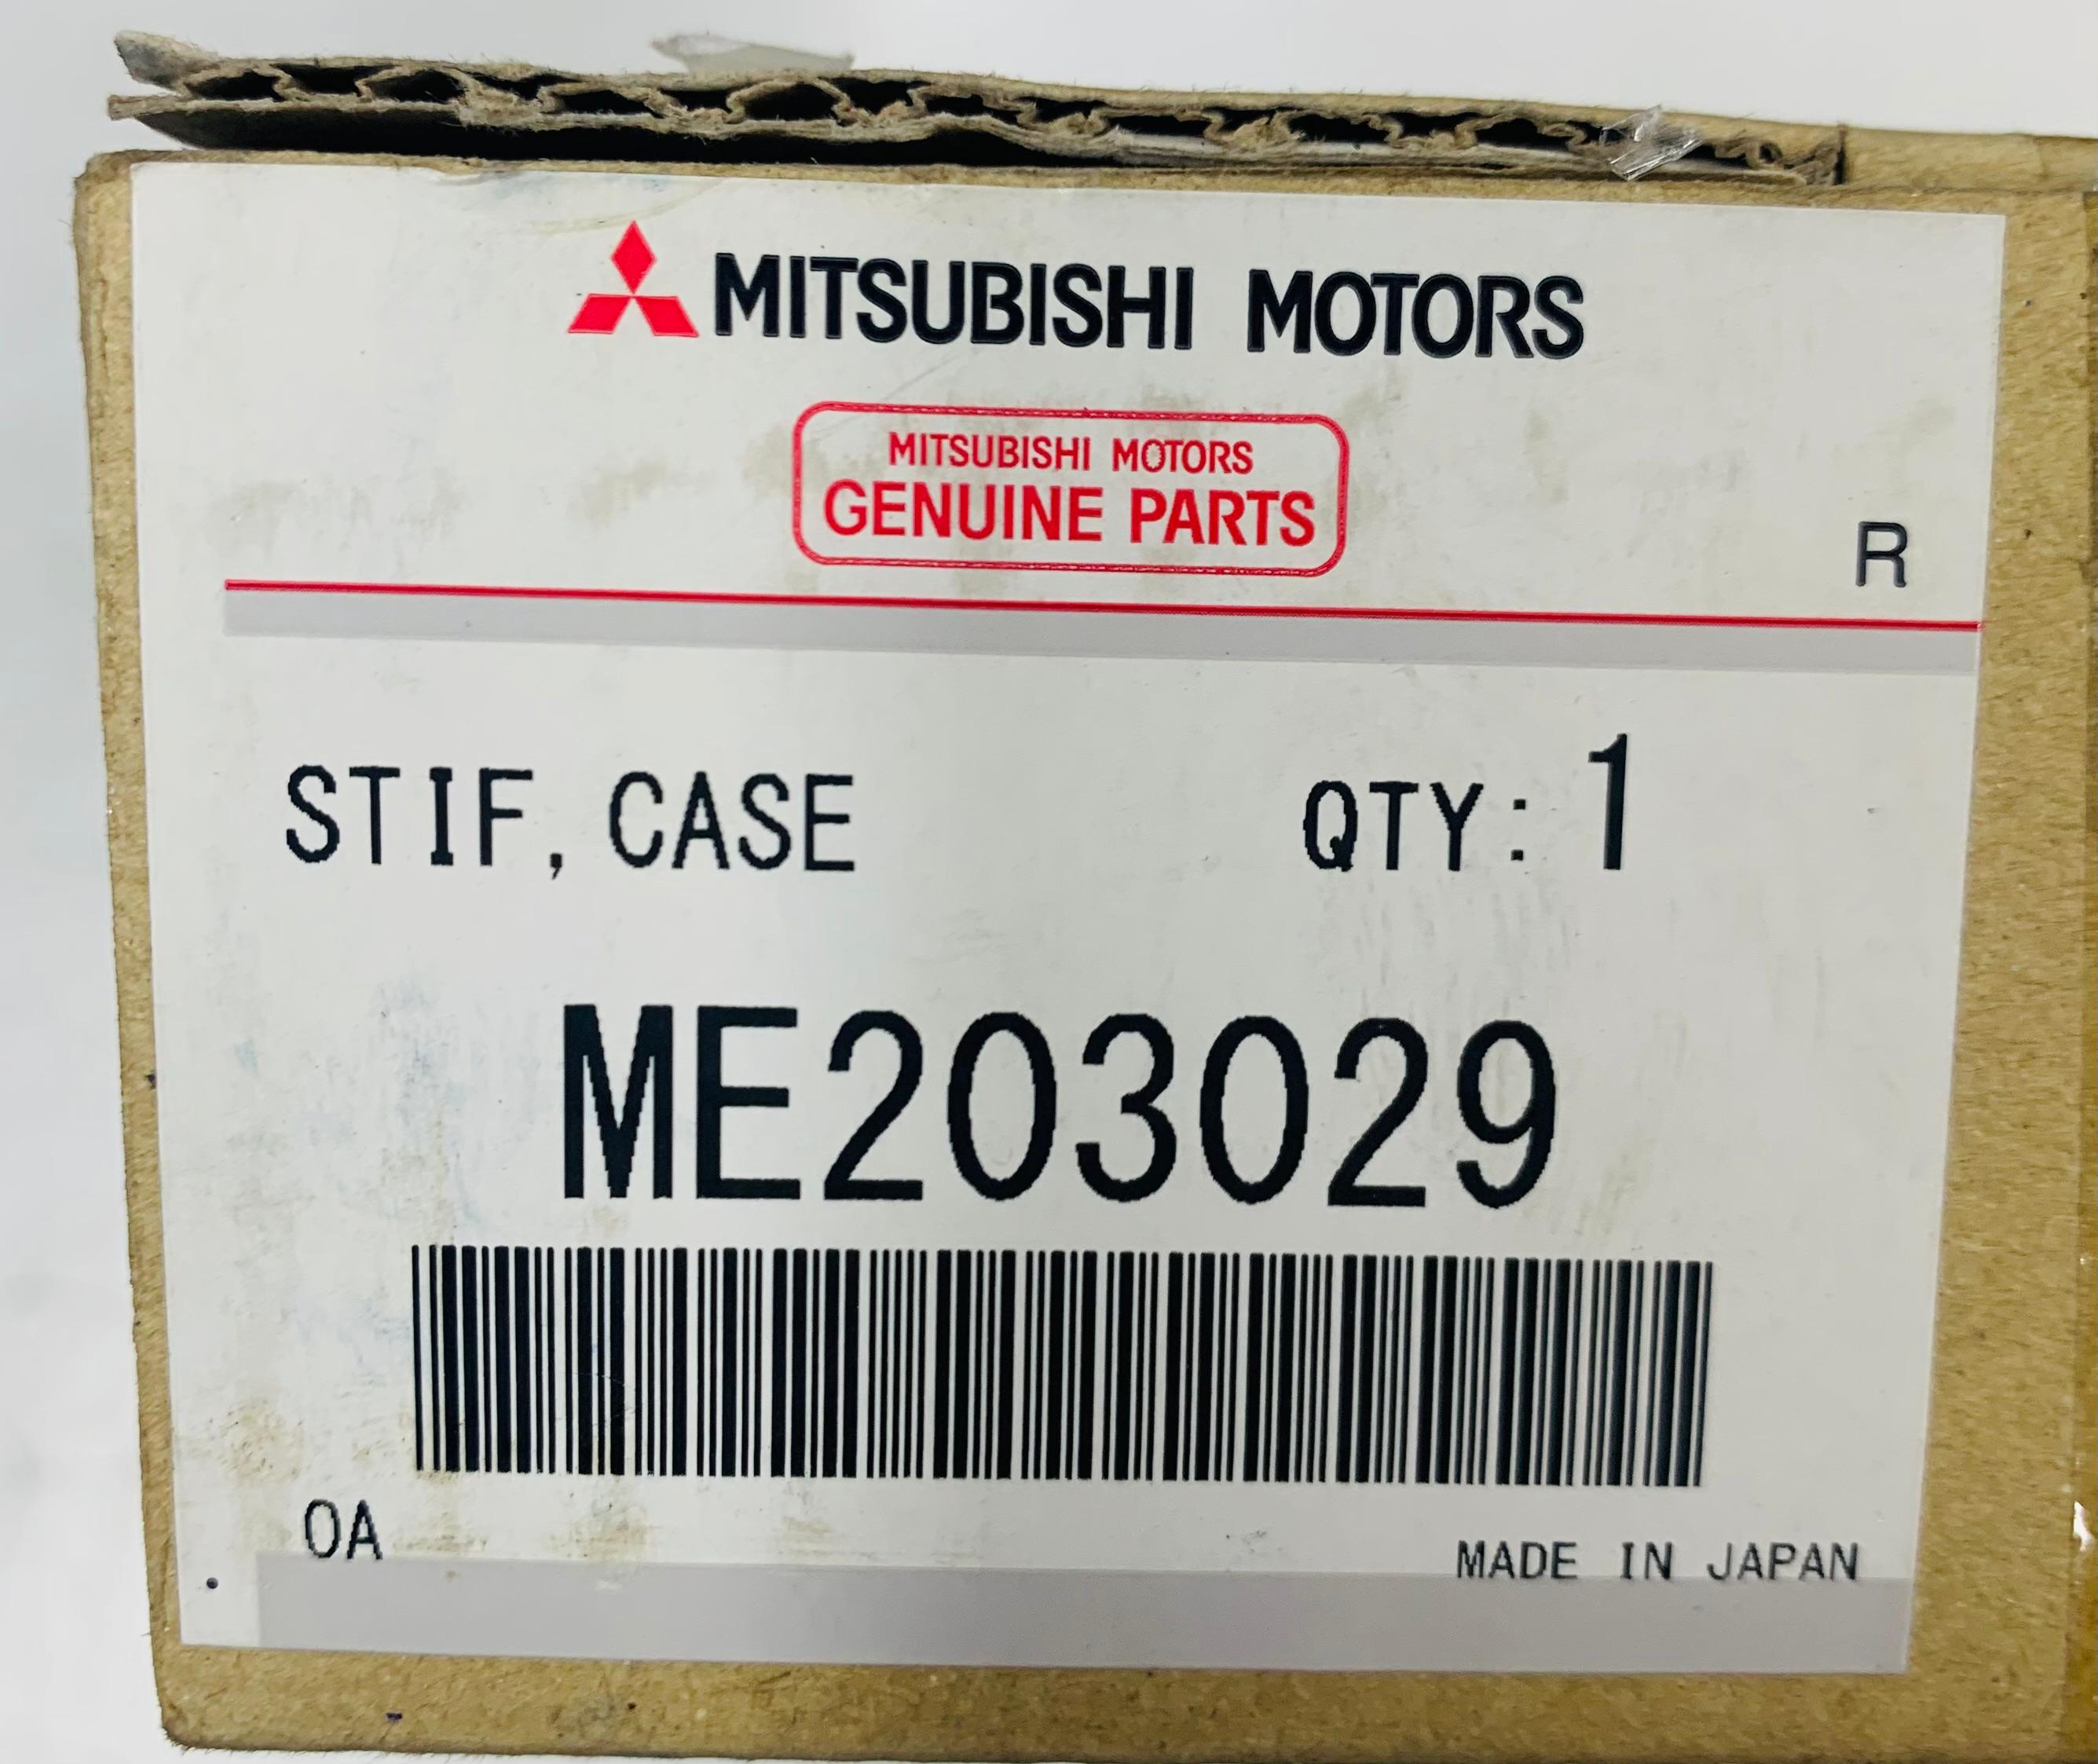 MITSUBISHI MOTORS
MITSUBISHI MOTORS
GENUINE PARTS
R
STIF,CASE QTY:1
ME203029
OA MADE IN JAPAN